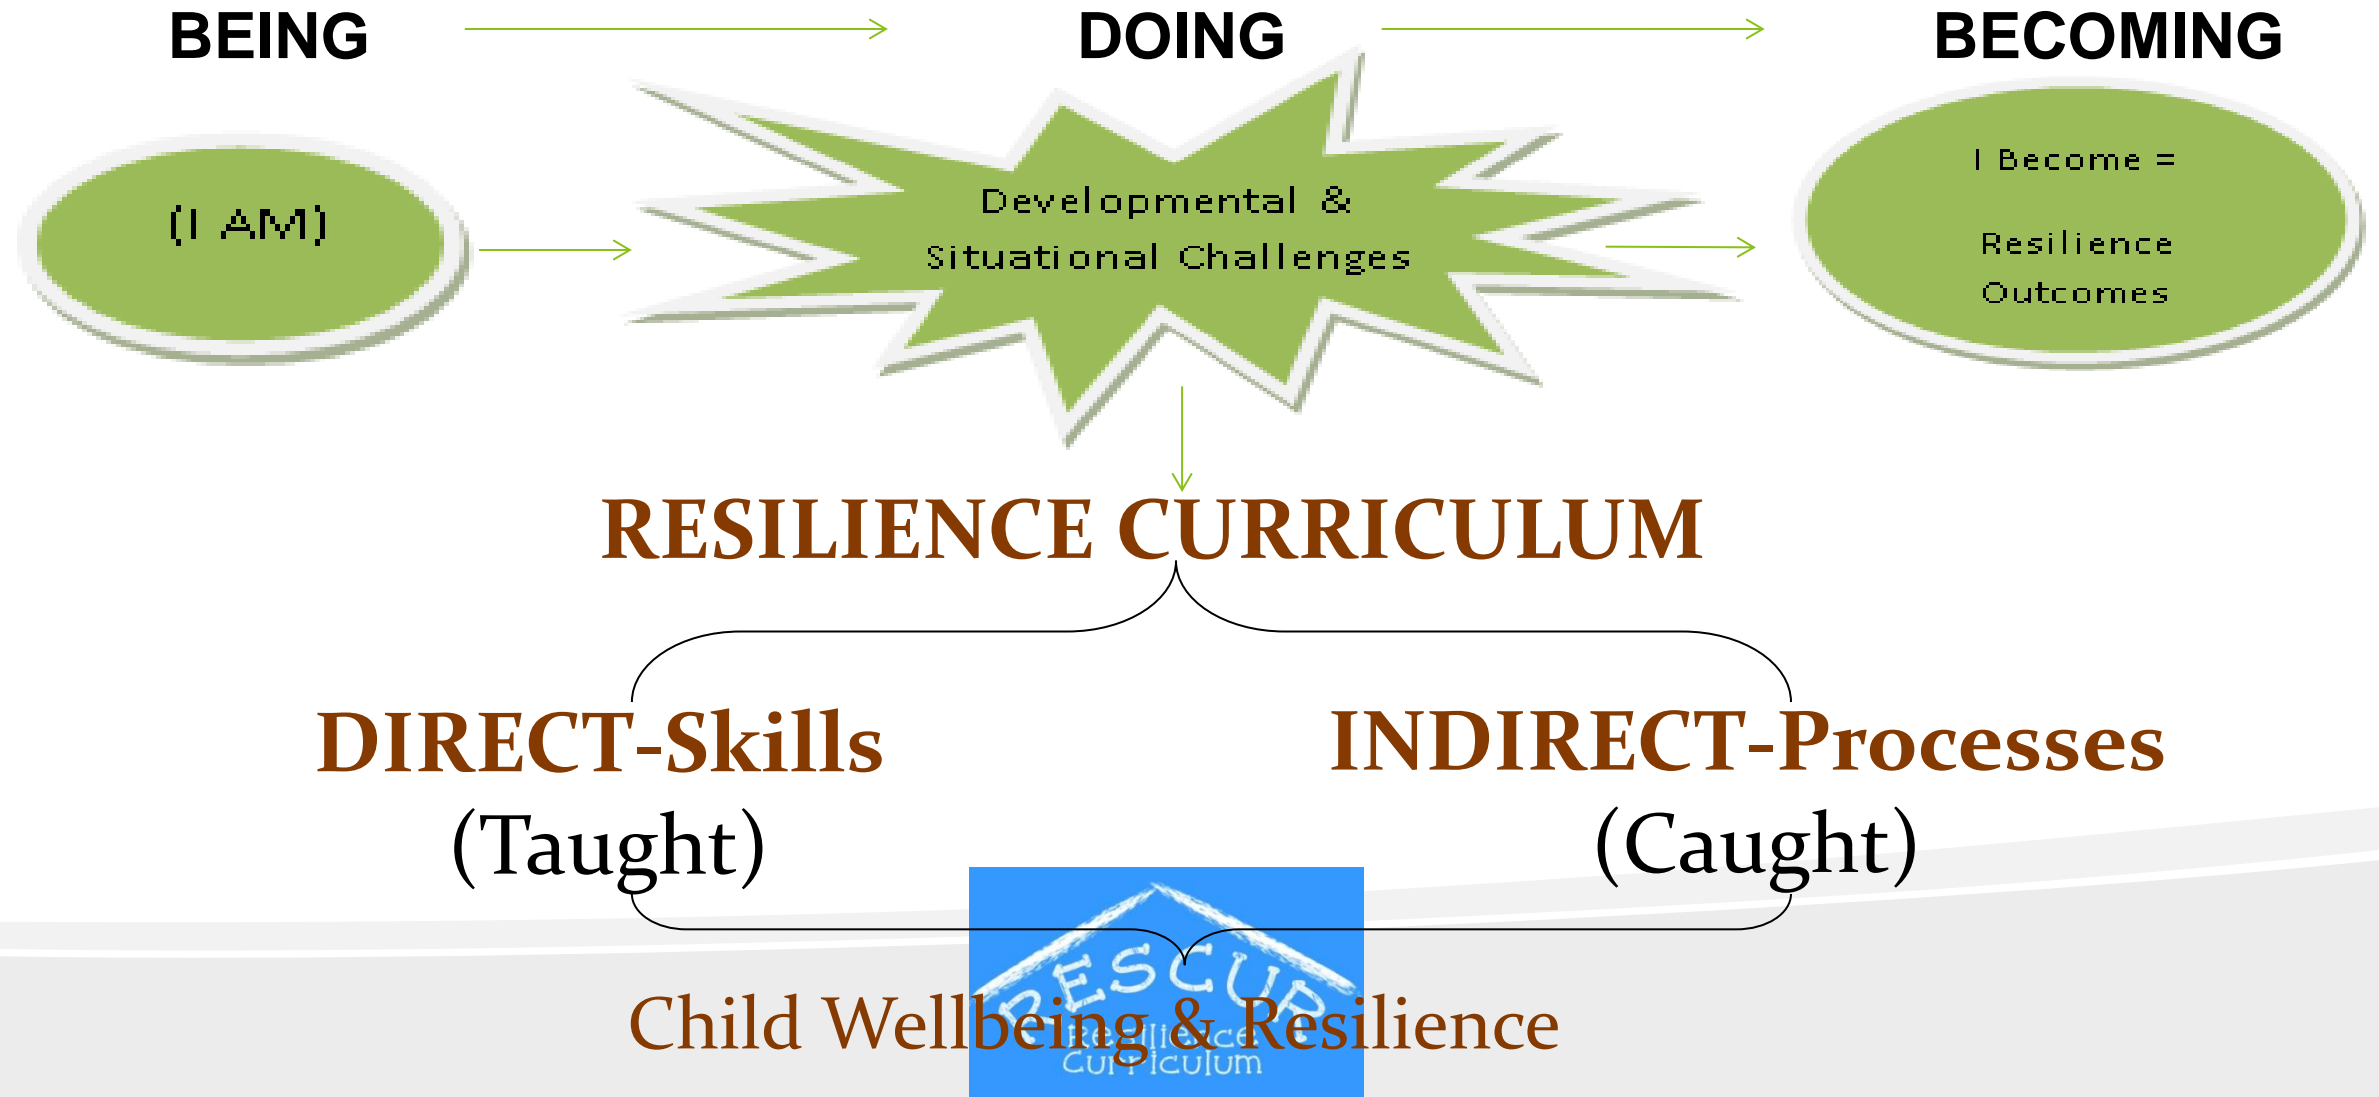 BEING
DOING
BECOMING
(I AM)
Developmental &
Situational Challenges
I Become =
Resilience
Outcomes
RESILIENCE CURRICULUM
DIRECT-Skills
(Taught)
INDIRECT-Processes
(Caught)
RESCUR
Resilience
Curriculum
Child Wellbeing & Resilience